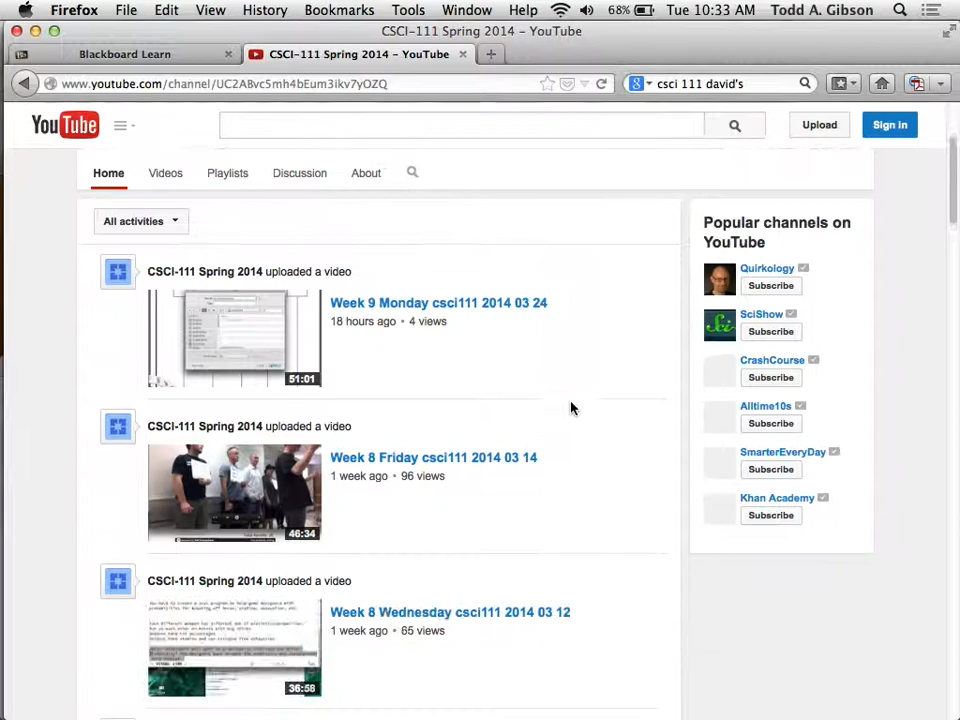 Firefox File Edit View History Bookmarks Tools Window Help 68% Tue 10:33 AM Todd A. Gibson
CSCI-111 Spring 2014 – YouTube
Blackboard Learn CSCI-111 Spring 2014 – YouTube
www.youtube.com/channel/UC2ABvc5mh4bEum3ikv7yOZQ csci 111 david's
YouTube Upload Sign in
Home Videos Playlists Discussion About
All activities
Popular channels on
YouTube
CSCI-111 Spring 2014 uploaded a video
Week 9 Monday csci111 2014 03 24
18 hours ago • 4 views
51:01
CSCI-111 Spring 2014 uploaded a video
Week 8 Friday csci111 2014 03 14
1 week ago • 96 views
46:34
CSCI-111 Spring 2014 uploaded a video
Week 8 Wednesday csci111 2014 03 12
1 week ago • 65 views
36:58
Quirkology
Subscribe
SciShow
Subscribe
CrashCourse
Subscribe
Alltime10s
Subscribe
SmarterEveryDay
Subscribe
Khan Academy
Subscribe